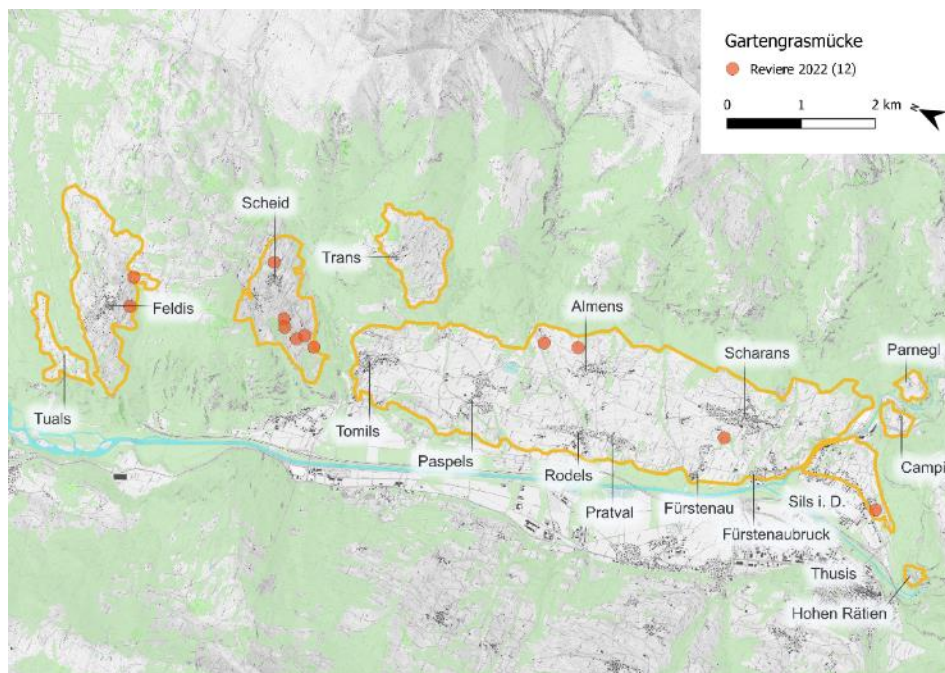 Gartengrasmücke
Reviere 2022 (12)
0 1 2 km
N
Scheid
Trans
Feldis
Almens
Scharans
Parnegl
Tuals
Tomils
Campi
Paspels
Rodels
Fürstenau
Sils i. D.
Pratval
Fürstenaubruck
Thusis
Hohen Rätien